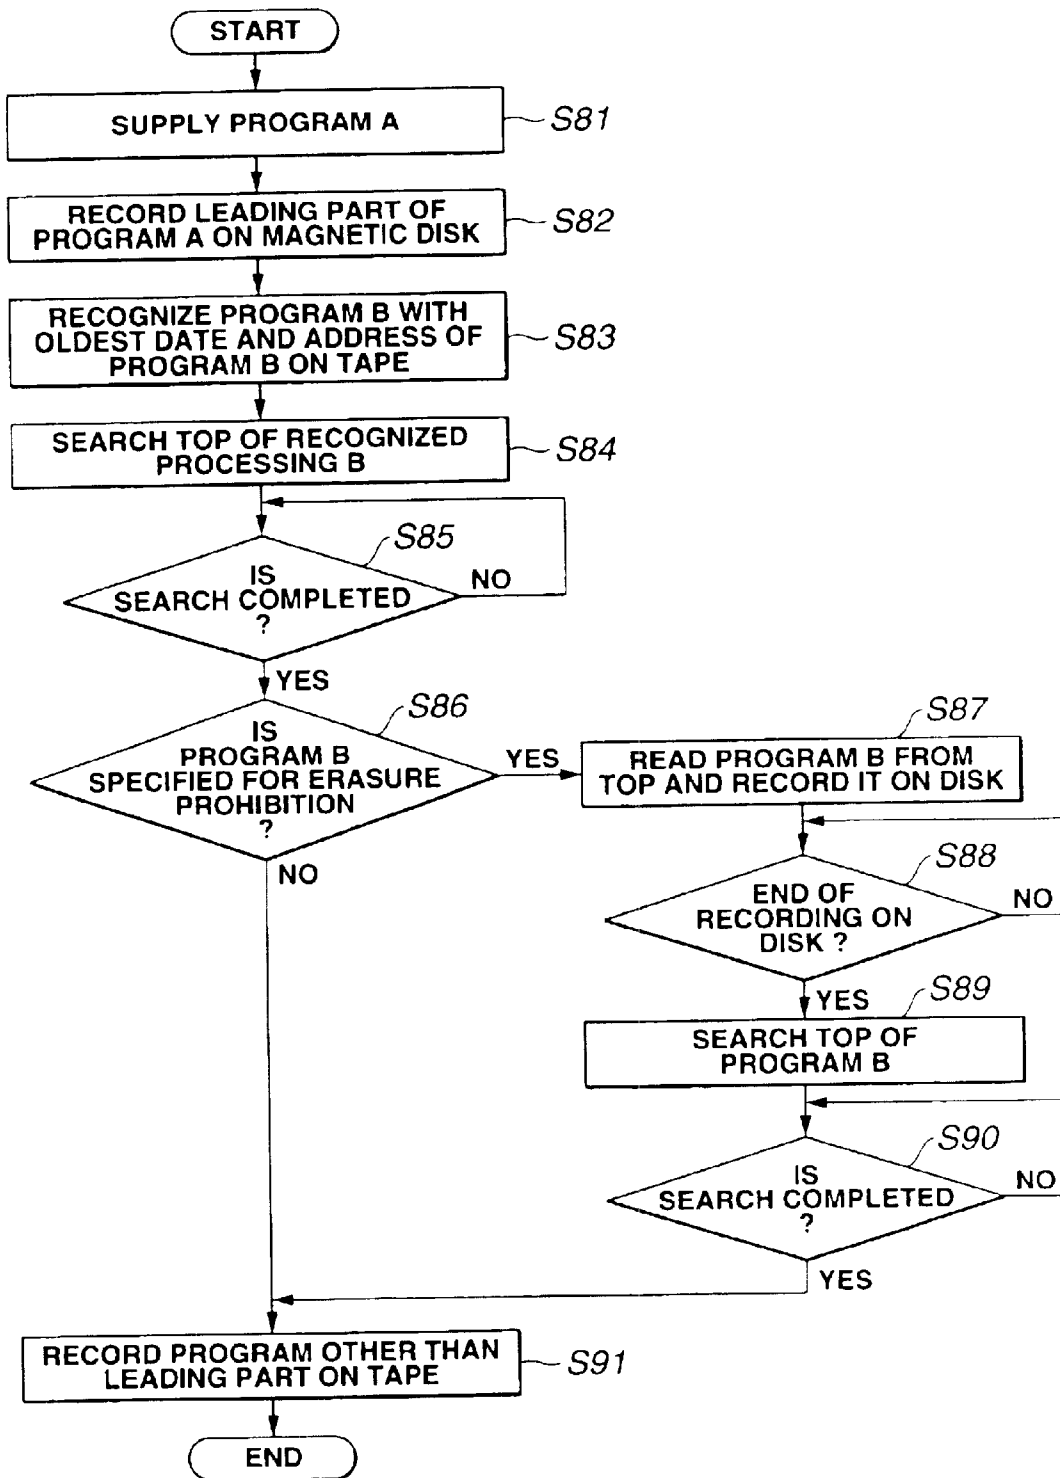 START
SUPPLY PROGRAM A
S81
RECORD LEADING PART OF
PROGRAM A ON MAGNETIC DISK
S82
RECOGNIZE PROGRAM B WITH
OLDEST DATE AND ADDRESS OF
PROGRAM B ON TAPE
S83
SEARCH TOP OF RECOGNIZED
PROCESSING B
S84
S85
IS
SEARCH COMPLETED
?
NO
YES
S86
IS
PROGRAM B
SPECIFIED FOR ERASURE
PROHIBITION
?
YES
NO
S87
READ PROGRAM B FROM
TOP AND RECORD IT ON DISK
S88
END OF
RECORDING ON
DISK ?
NO
YES
S89
SEARCH TOP OF
PROGRAM B
S90
IS
SEARCH COMPLETED
?
NO
YES
RECORD PROGRAM OTHER THAN
LEADING PART ON TAPE
S91
END